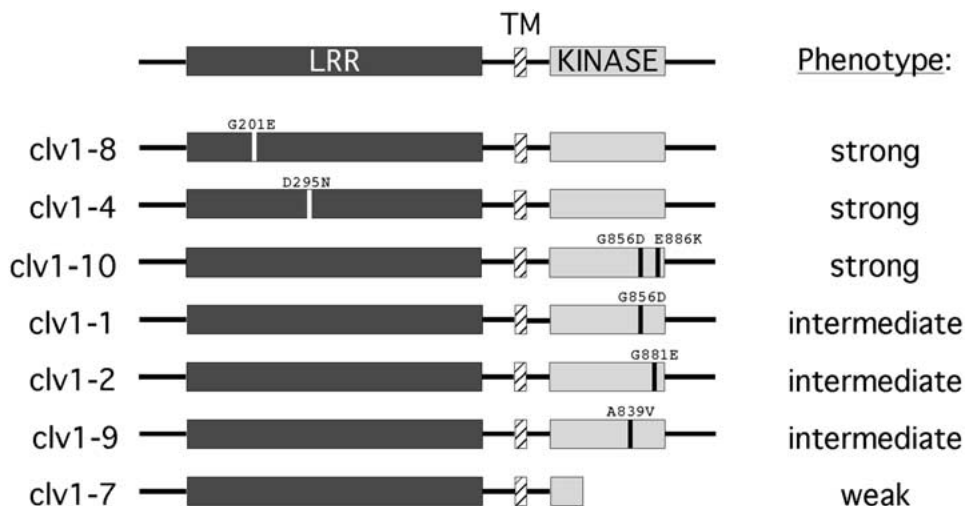 TM
LRR KINASE Phenotype:
G201E
clv1-8 strong
D295N
clv1-4 strong
G856D E886K
clv1-10 strong
G856D
clv1-1 intermediate
G881E
clv1-2 intermediate
A839V
clv1-9 intermediate
clv1-7 weak